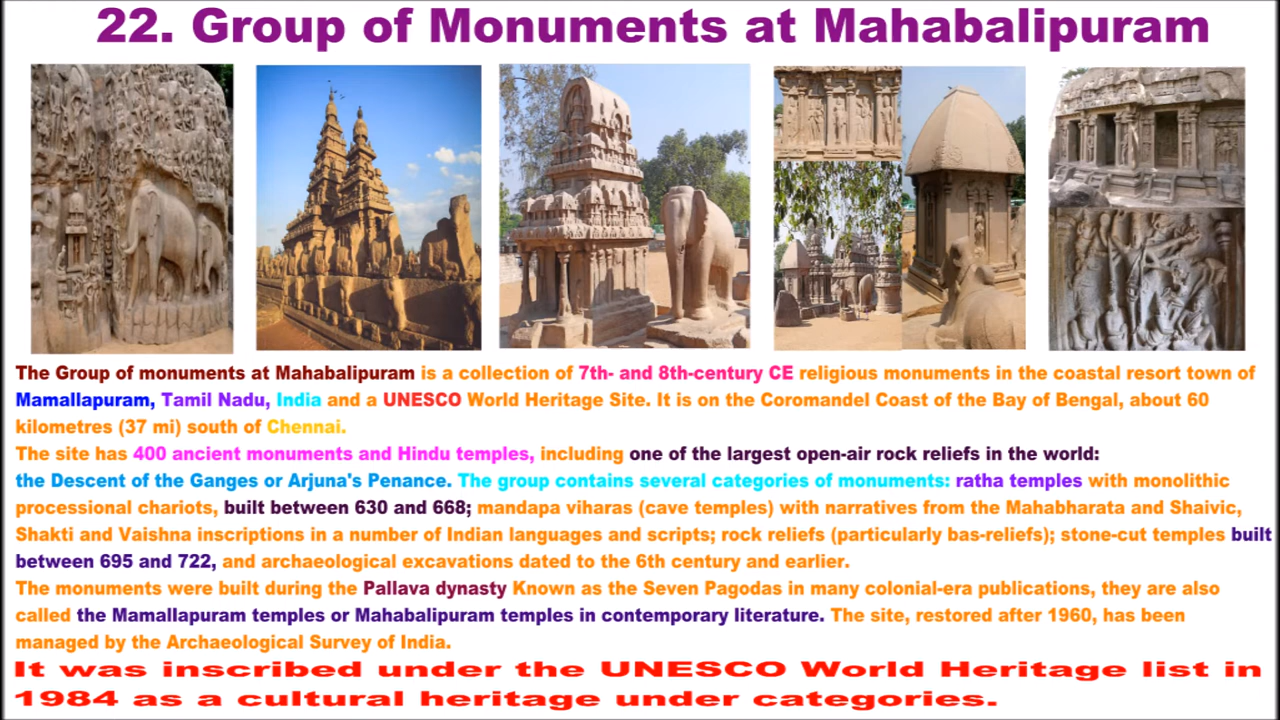 22. Group of Monuments at Mahabalipuram
The Group of monuments at Mahabalipuram is a collection of 7th- and 8th-century CE religious monuments in the coastal resort town of
Mamallapuram, Tamil Nadu, India and a UNESCO World Heritage Site. It is on the Coromandel Coast of the Bay of Bengal, about 60
kilometres (37 mi) south of Chennai.
The site has 400 ancient monuments and Hindu temples, including one of the largest open-air rock reliefs in the world:
the Descent of the Ganges or Arjuna's Penance. The group contains several categories of monuments: ratha temples with monolithic
processional chariots, built between 630 and 668; mandapa viharas (cave temples) with narratives from the Mahabharata and Shaivic,
Shakti and Vaishna inscriptions in a number of Indian languages and scripts; rock reliefs (particularly bas-reliefs); stone-cut temples built
between 695 and 722, and archaeological excavations dated to the 6th century and earlier.
The monuments were built during the Pallava dynasty Known as the Seven Pagodas in many colonial-era publications, they are also
called the Mamallapuram temples or Mahabalipuram temples in contemporary literature. The site, restored after 1960, has been
managed by the Archaeological Survey of India.
It was inscribed under the UNESCO World Heritage list in
1984 as a cultural heritage under categories.